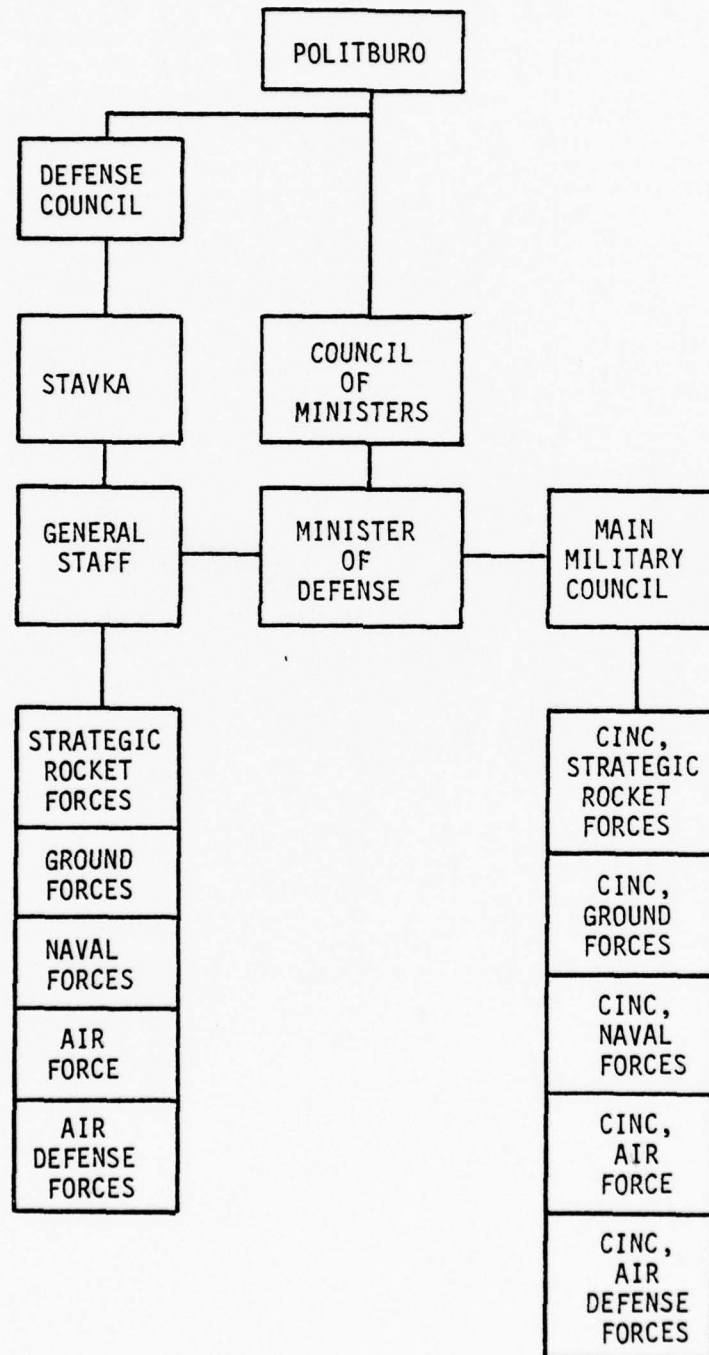 POLITBURO
DEFENSE
COUNCIL
STAVKA
COUNCIL
OF
MINISTERS
GENERAL
STAFF
MINISTER
OF
DEFENSE
MAIN
MILITARY
COUNCIL
STRATEGIC
ROCKET
FORCES
GROUND
FORCES
NAVAL
FORCES
AIR
FORCE
AIR
DEFENSE
FORCES
CINC,
STRATEGIC
ROCKET
FORCES
CINC,
GROUND
FORCES
CINC,
NAVAL
FORCES
CINC,
AIR
FORCE
CINC,
AIR
DEFENSE
FORCES